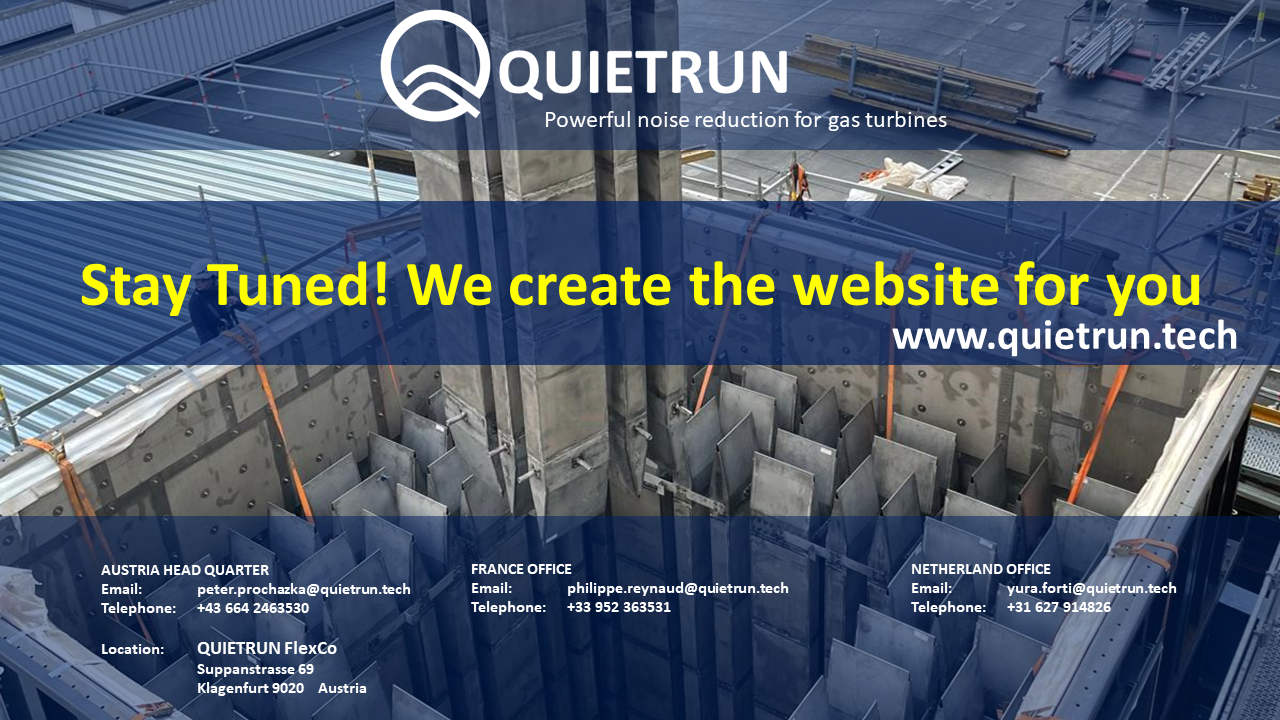 QUIETRUN
Powerful noise reduction for gas turbines
Stay Tuned! We create the website for you
www.quietrun.tech
AUSTRIA HEAD QUARTER
Email: peter.prochazka@quietrun.tech
Telephone: +43 664 2463530
Location: QUIETRUN FlexCo
Suppanstrasse 69
Klagenfurt 9020 Austria
FRANCE OFFICE
Email: philippe.reynaud@quietrun.tech
Telephone: +33 952 363531
NETHERLAND OFFICE
Email: yura.forti@quietrun.tech
Telephone: +31 627 914826